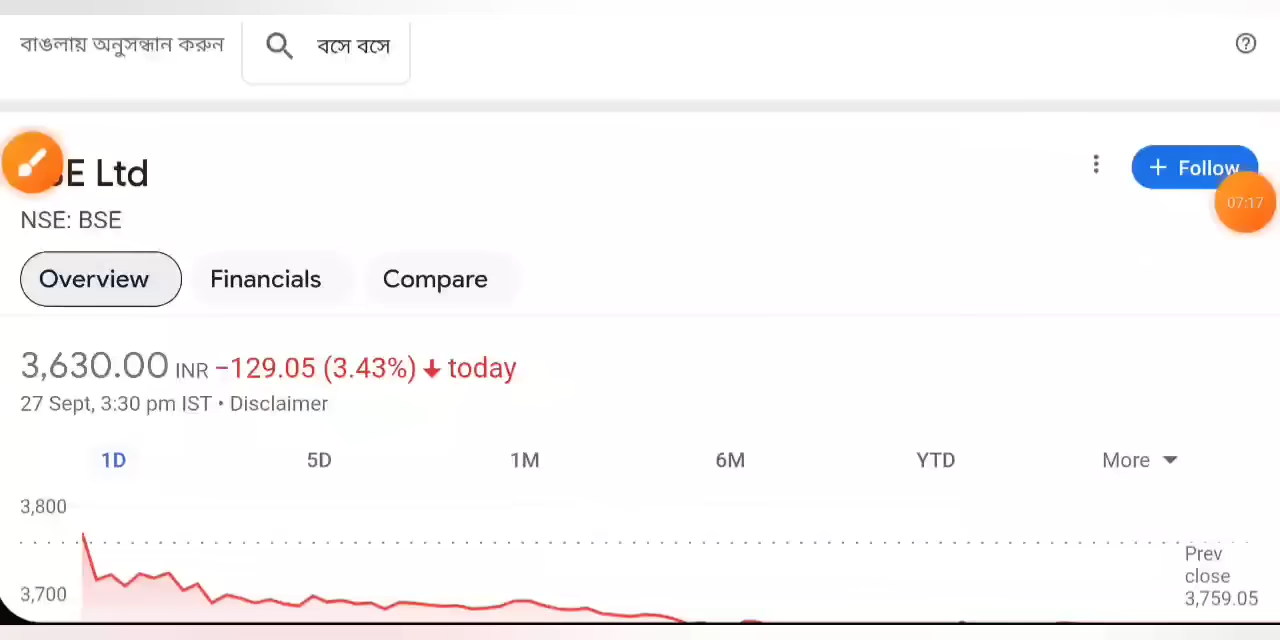 বাঙলায় অনুসন্ধান করুন
বসে বসে
E Ltd
Follow
07:17
NSE: BSE
Overview
Financials
Compare
3,630.00 INR −129.05 (3.43%) today
27 Sept, 3:30 pm IST • Disclaimer
1D 5D 1M 6M YTD More
3,800
Prev
close
3,759.05
3,700